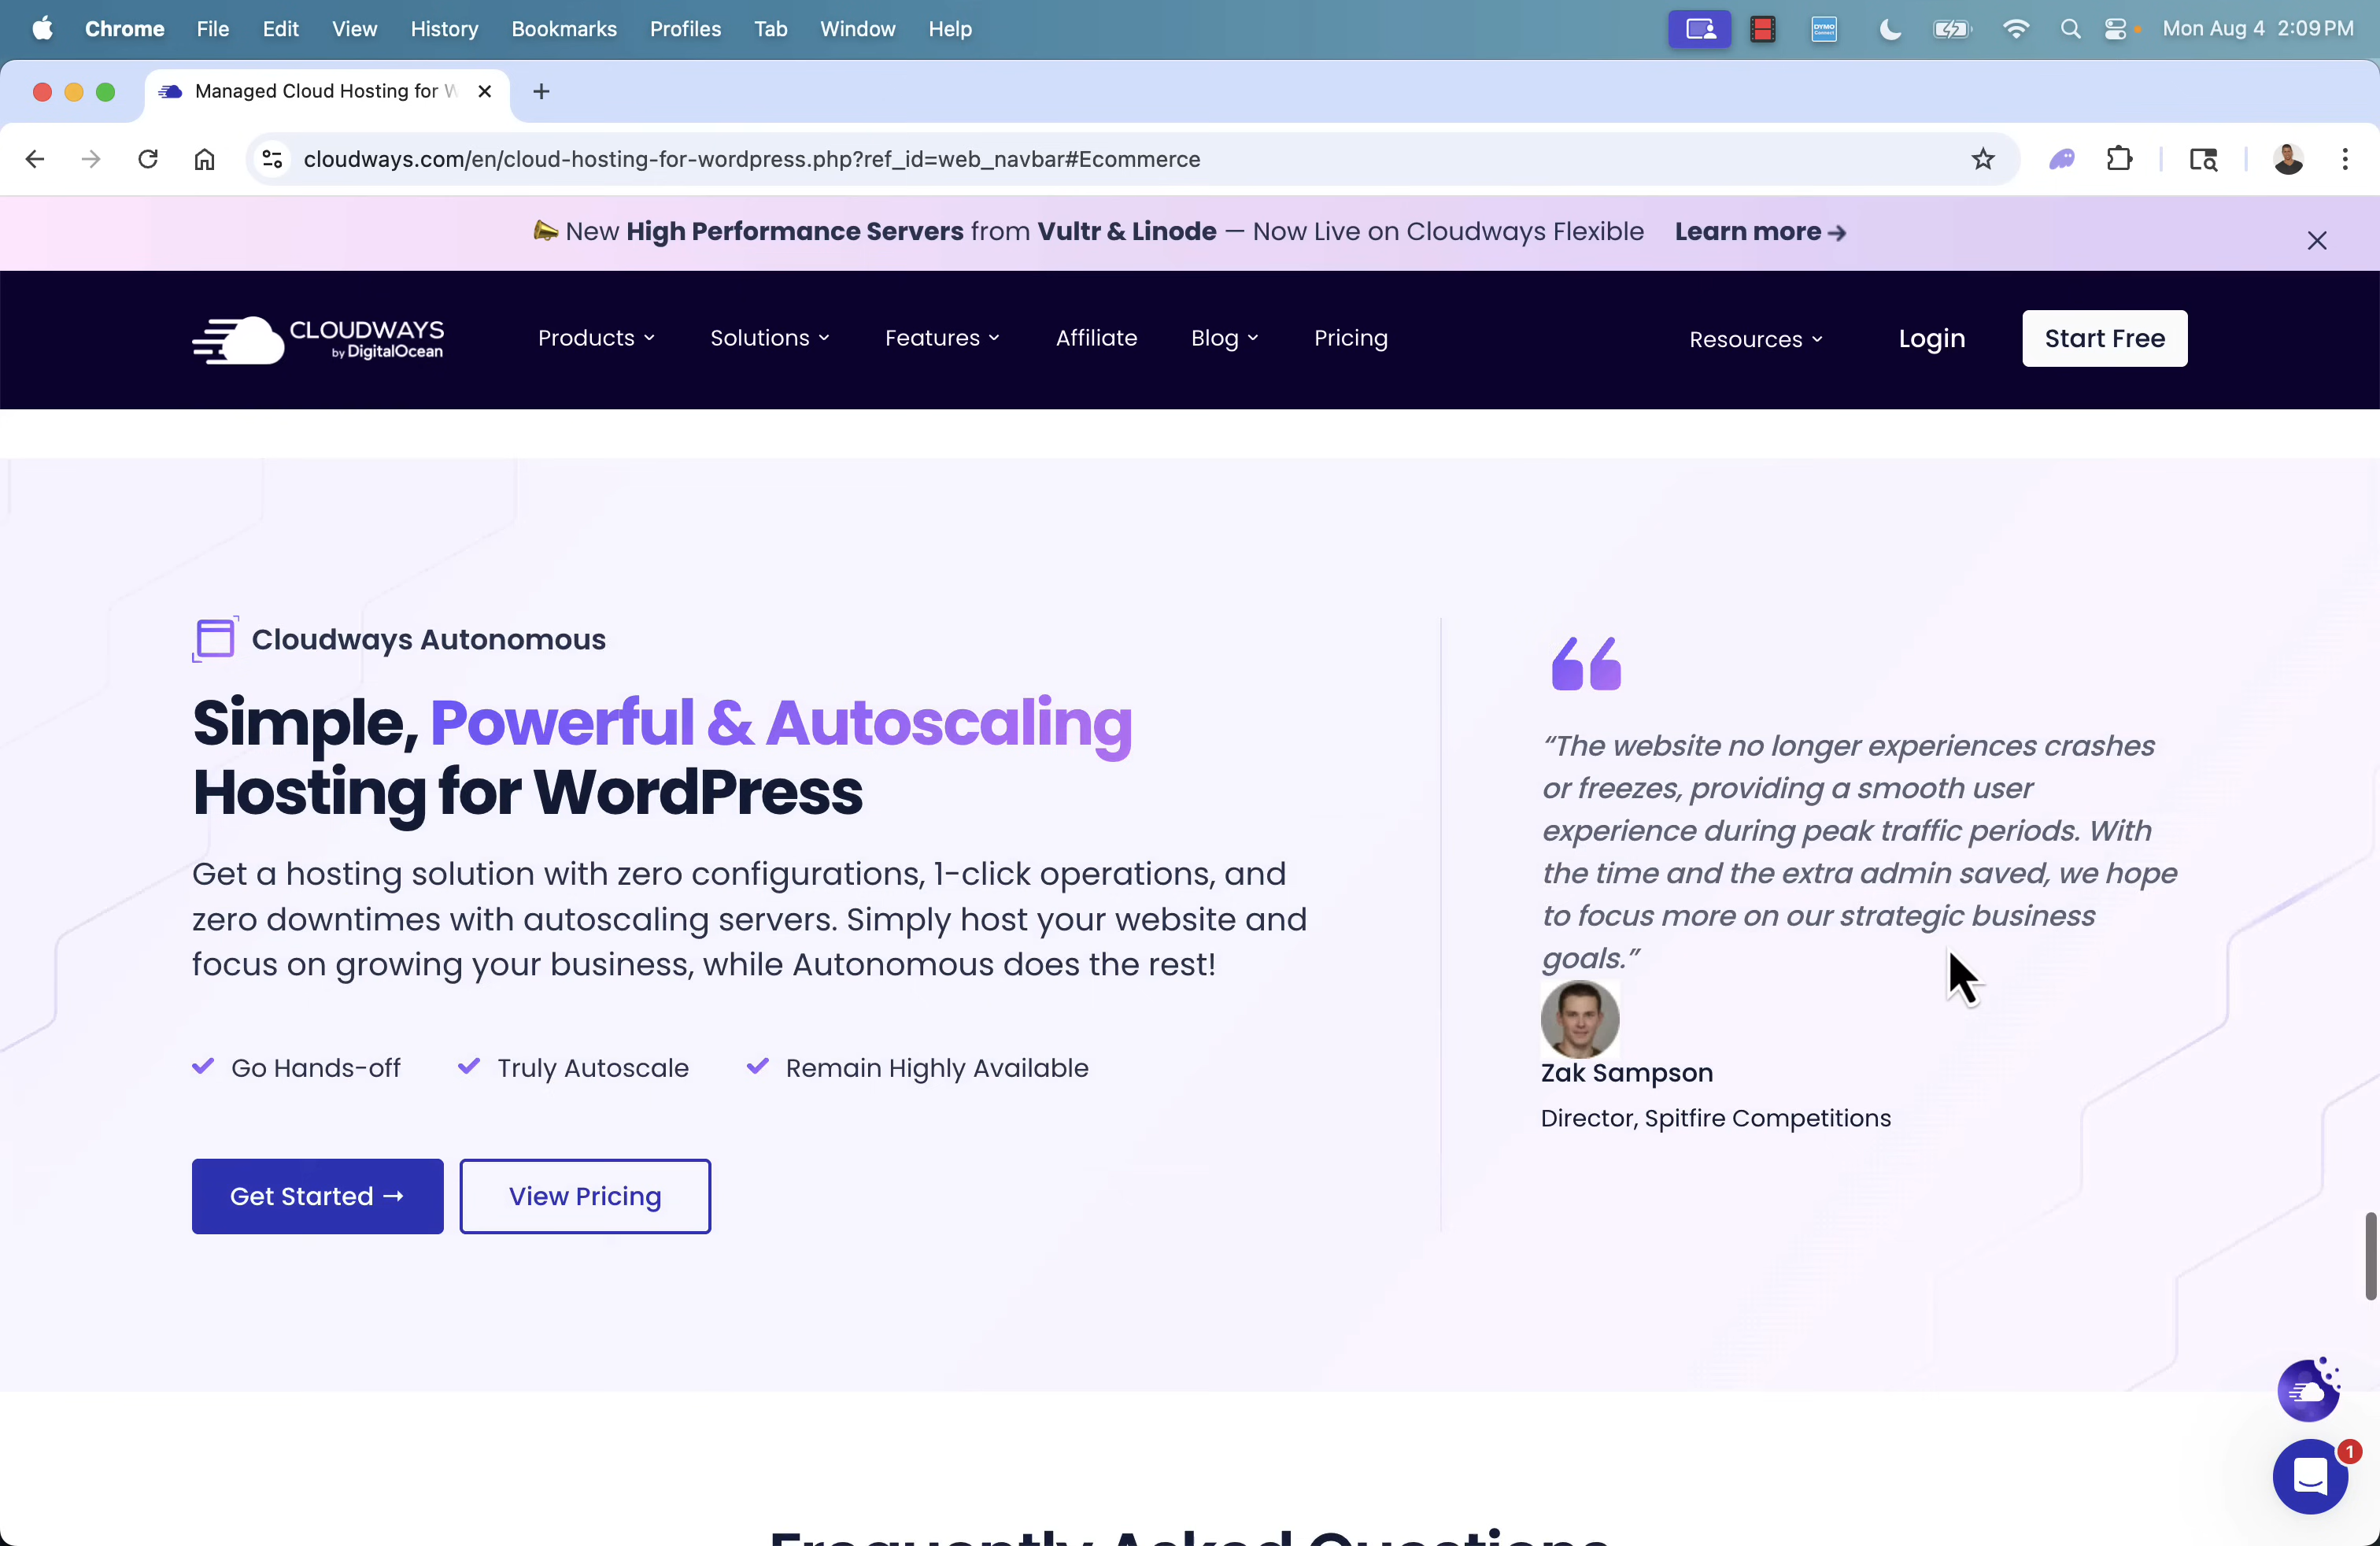 Chrome File Edit View History Bookmarks Profiles Tab Window Help
DYMO
Connect
Mon Aug 4 2:09 PM
Managed Cloud Hosting for W
cloudways.com/en/cloud-hosting-for-wordpress.php?ref_id=web_navbar#Ecommerce
New High Performance Servers from Vultr & Linode — Now Live on Cloudways Flexible Learn more →
CLOUDWAYS
by DigitalOcean
Products Solutions Features Affiliate Blog Pricing Resources Login Start Free
Cloudways Autonomous
Simple, Powerful & Autoscaling
Hosting for WordPress
Get a hosting solution with zero configurations, 1-click operations, and
zero downtimes with autoscaling servers. Simply host your website and
focus on growing your business, while Autonomous does the rest!
Go Hands-off Truly Autoscale Remain Highly Available
Get Started → View Pricing
“The website no longer experiences crashes
or freezes, providing a smooth user
experience during peak traffic periods. With
the time and the extra admin saved, we hope
to focus more on our strategic business
goals.”
Zak Sampson
Director, Spitfire Competitions
1
Frequently Asked Questions